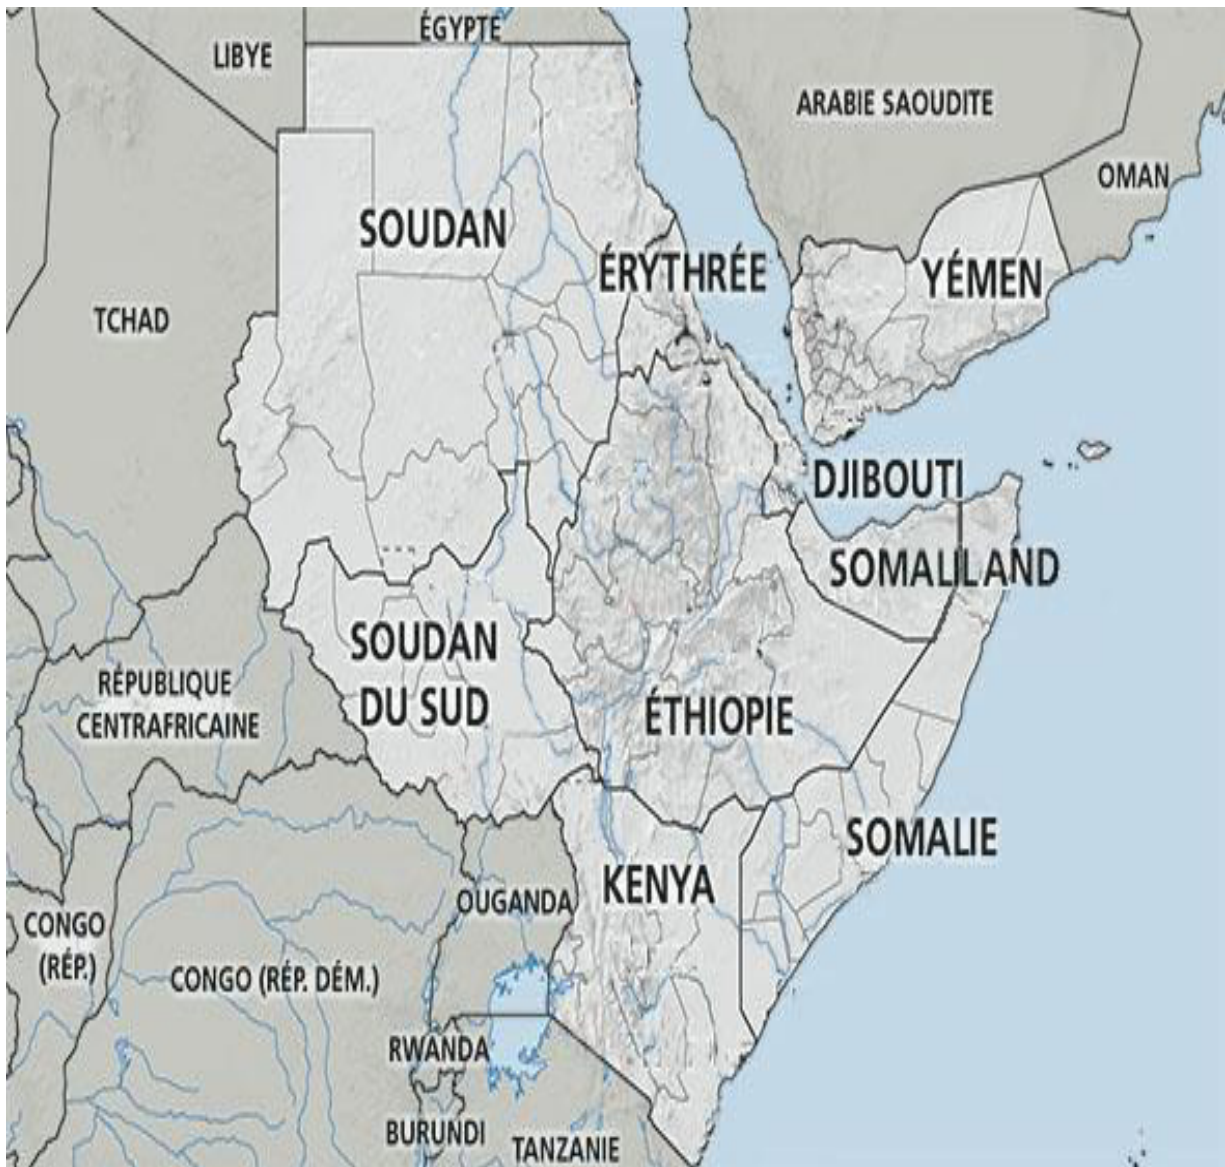 ÉGYPTE
LIBYE
ARABIE SAOUDITE
OMAN
SOUDAN
ÉRYTHRÉE
YÉMEN
TCHAD
DJIBOUTI
SOMALILAND
SOUDAN
DU SUD
RÉPUBLIQUE
CENTRAFRICAINE
ÉTHIOPIE
SOMALIE
KENYA
OUGANDA
CONGO
(RÉP.)
CONGO (RÉP. DÉM.)
RWANDA
BURUNDI
TANZANIE